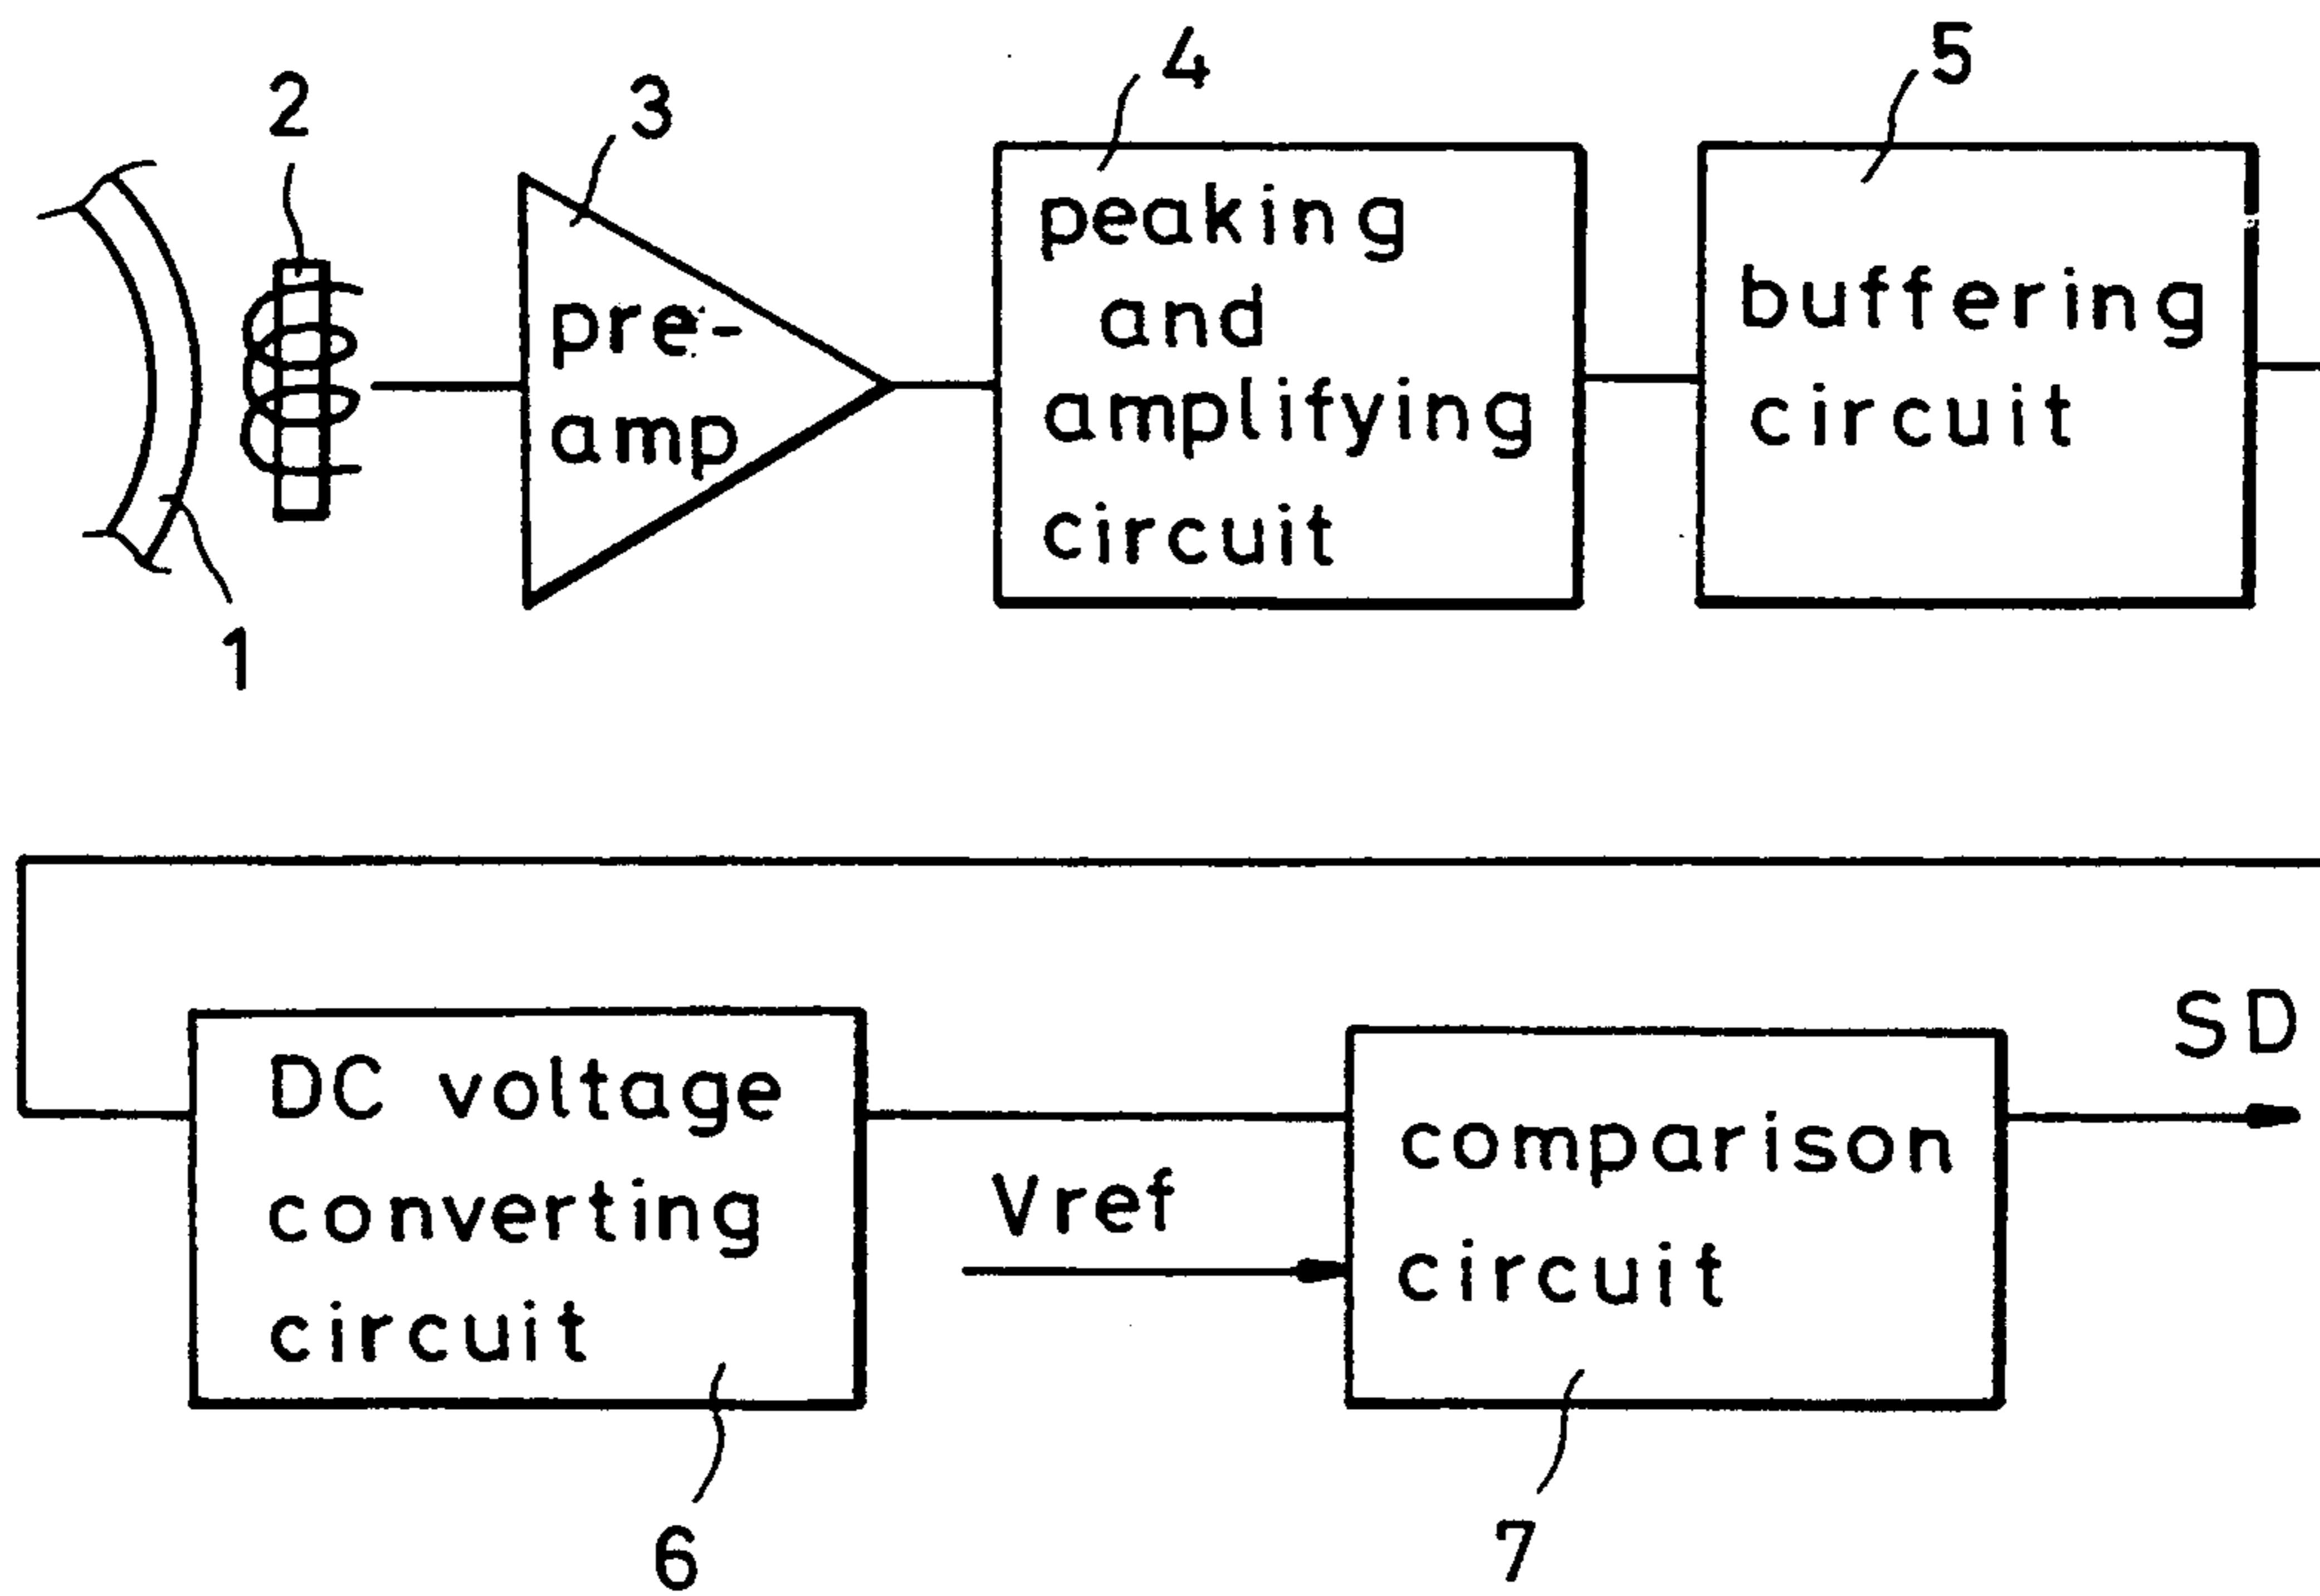 2
3
4
5
pre-
amp
peaking
and
amplifying
circuit
buffering
circuit
1
DC voltage
converting
circuit
Vref
comparison
circuit
SD
6
7